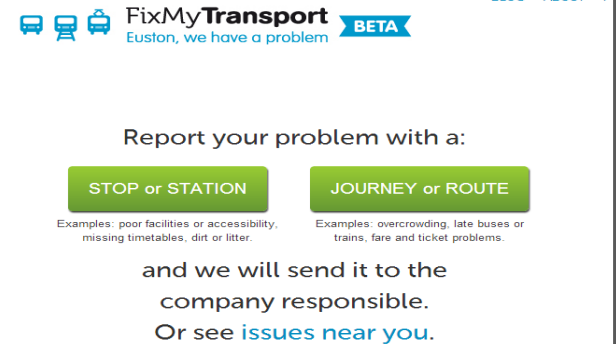 FixMyTransport
Euston, we have a problem
BETA
Report your problem with a:
STOP or STATION
Examples: poor facilities or accessibility,
missing timetables, dirt or litter.
JOURNEY or ROUTE
Examples: overcrowding, late buses or
trains, fare and ticket problems.
and we will send it to the
company responsible.
Or see issues near you.